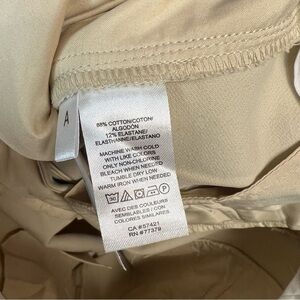 A
88% COTTON/COTON/
ALGODÓN
12% ELASTANE/
ELASTHANNE/ELASTANO
MACHINE WASH COLD
WITH LIKE COLORS
ONLY NON-CHLORINE
BLEACH WHEN NEEDED
TUMBLE DRY LOW
WARM IRON WHEN NEEDED
AVEC DES COULEURS
SEMBLABLES / CON
COLORES SIMILARES
CA #57421
RN #77379